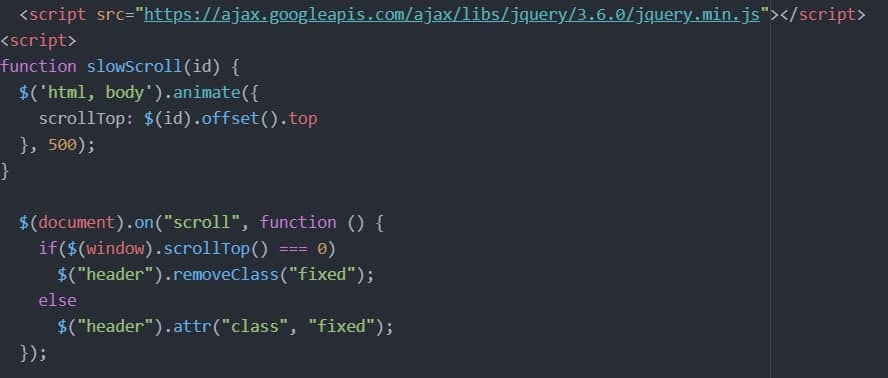 <script src="https://ajax.googleapis.com/ajax/libs/jquery/3.6.0/jquery.min.js"></script>
<script>
function slowScroll(id) {
  $('html, body').animate({
    scrollTop: $(id).offset().top
  }, 500);
}
  $(document).on("scroll", function () {
    if($(window).scrollTop() === 0)
      $("header").removeClass("fixed");
    else
      $("header").attr("class", "fixed");
  });